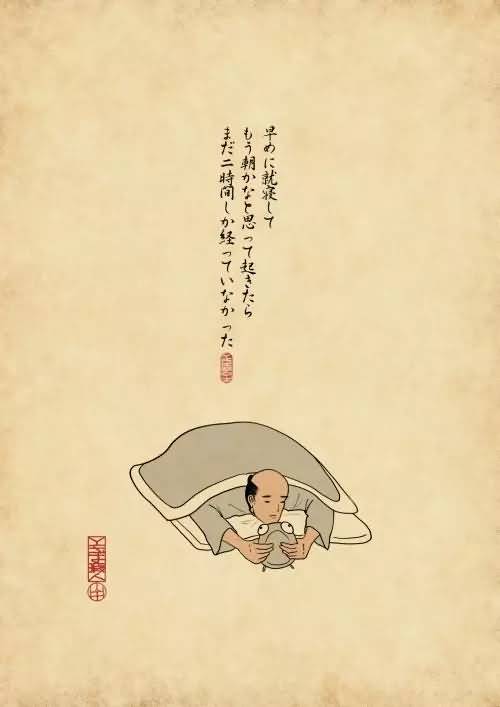 早めに就寝して
もう朝かなと思って起きたら
まだ二時間しか経っていなかった